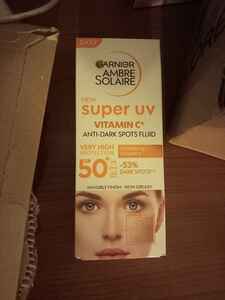 GARNIER
AMBRE
SOLAIRE
super uv
VITAMIN C*
ANTI-DARK SPOTS FLUID
VERY HIGH
PROTECTION
50+
-53%
DARK SPOTS**
INVISIBLE FINISH · NON GREASY